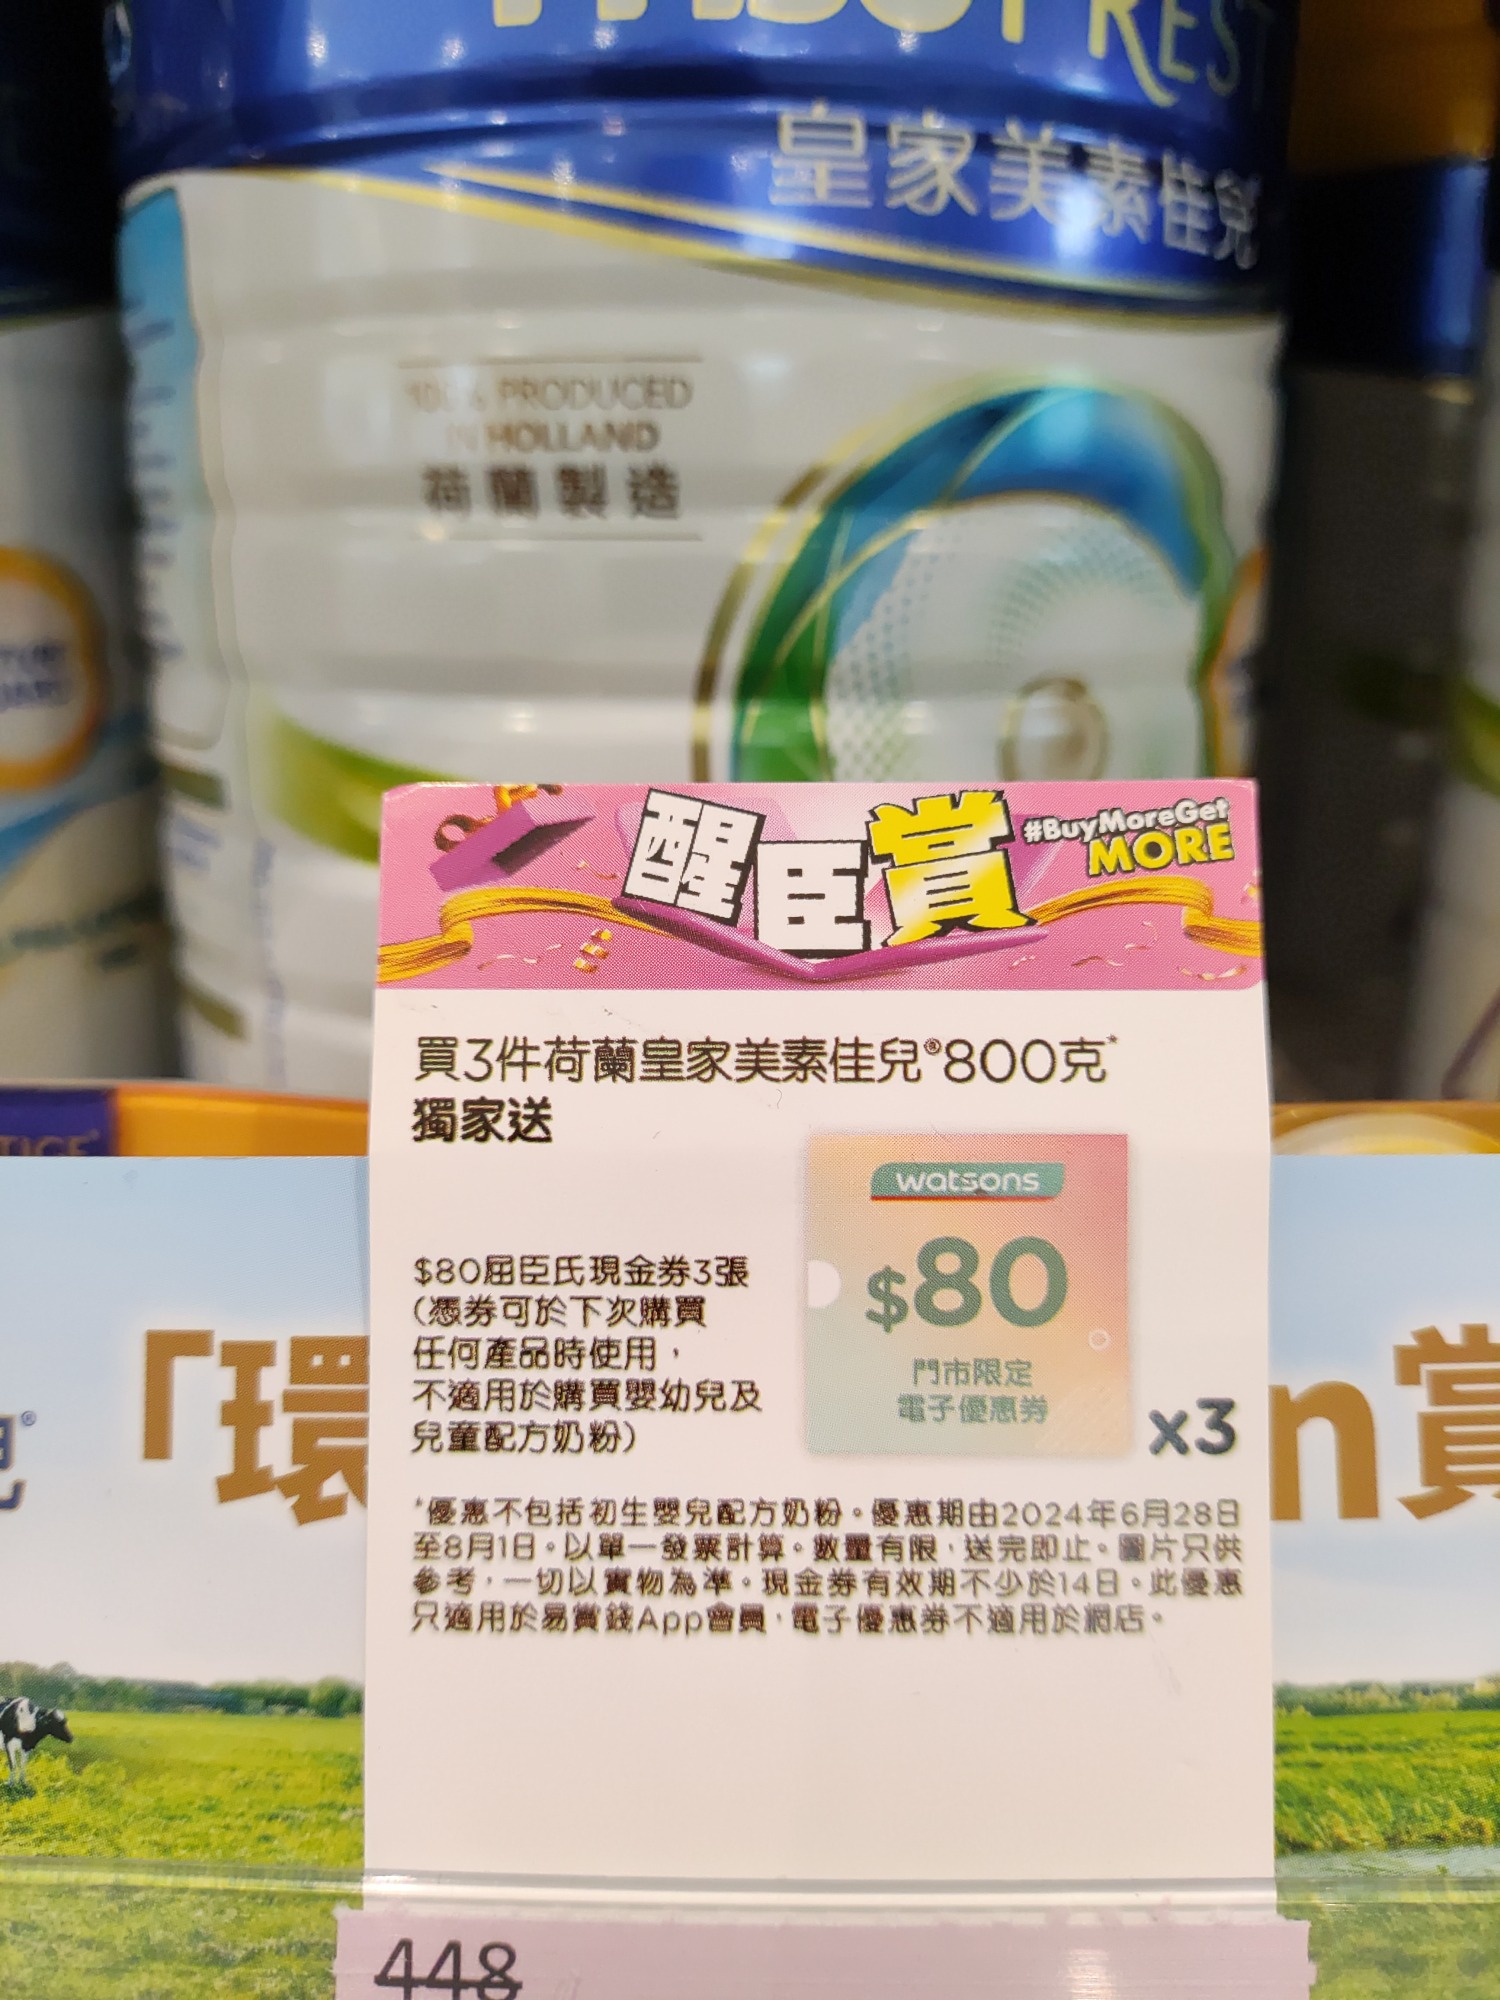 皇家美素佳兒
100% PRODUCED
IN HOLLAND
荷蘭製造
醒臣賞
#BuyMoreGet
MORE
買3件荷蘭皇家美素佳兒®800克*
獨家送
watsons
$80
門市限定
電子優惠券
x3
$80屈臣氏現金券3張
(憑券可於下次購買
任何產品時使用，
不適用於購買嬰幼兒及
兒童配方奶粉)
*優惠不包括初生嬰兒配方奶粉。優惠期由2024年6月28日
至8月1日。以單一發票計算。數量有限，送完即止。圖片只供
參考，一切以實物為準。現金券有效期不少於14日。此優惠
只適用於易賞錢App會員，電子優惠券不適用於網店。
「環
n賞
448